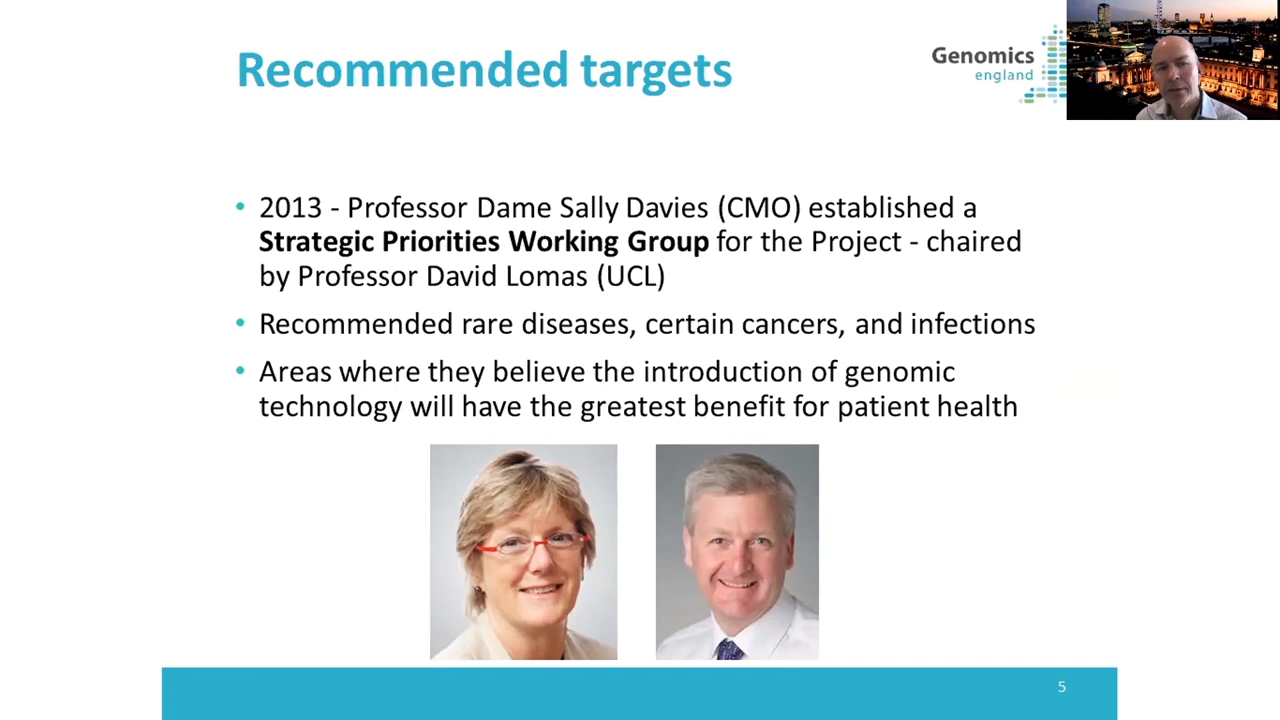 Recommended targets
Genomics
england
• 2013 - Professor Dame Sally Davies (CMO) established a
Strategic Priorities Working Group for the Project - chaired
by Professor David Lomas (UCL)
• Recommended rare diseases, certain cancers, and infections
• Areas where they believe the introduction of genomic
technology will have the greatest benefit for patient health
5